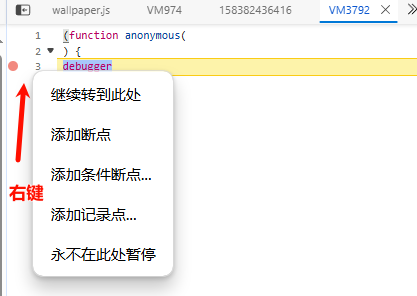 wallpaper.js VM974 158382436416 VM3792
1 (function anonymous(
2 ) {
3 debugger
继续转到此处
添加断点
添加条件断点...
添加记录点...
永不在此处暂停
右键